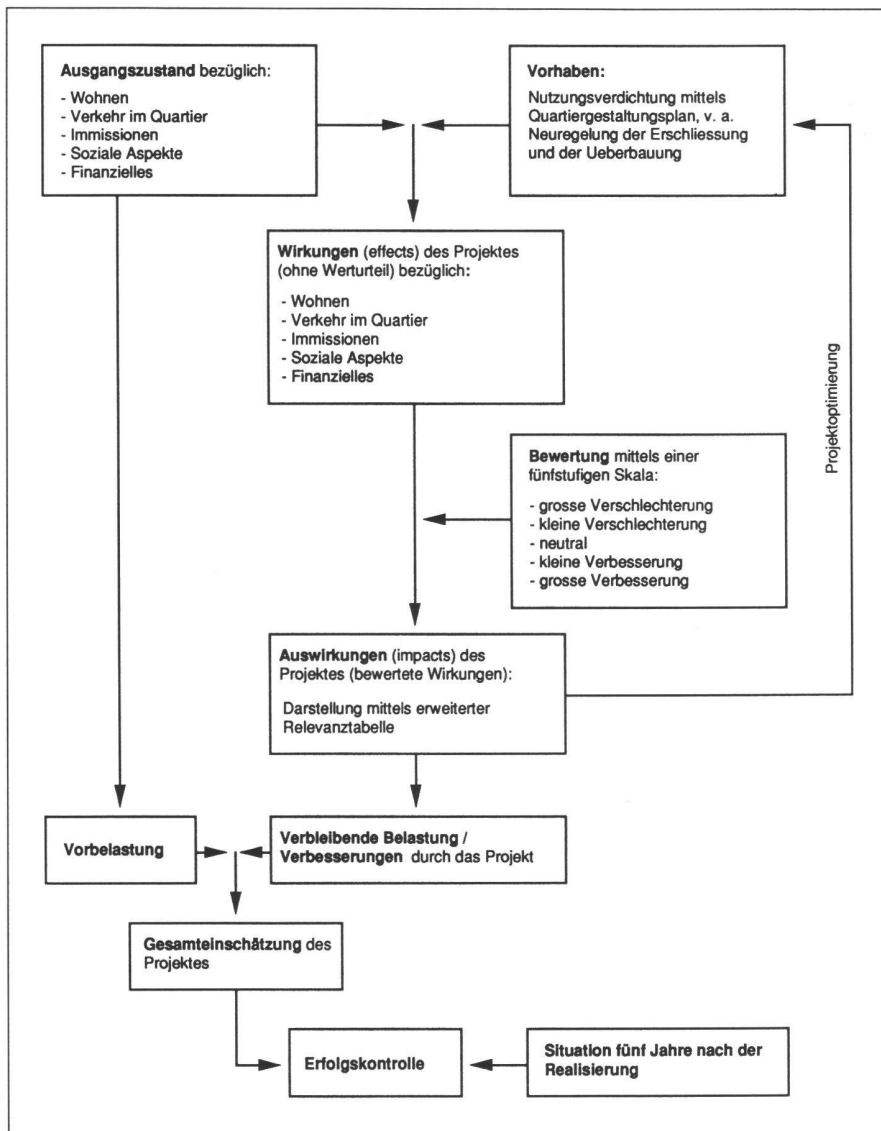 Ausgangszustand bezüglich:
- Wohnen
- Verkehr im Quartier
- Immissionen
- Soziale Aspekte
- Finanzielles
Vorhaben:
Nutzungsverdichtung mittels
Quartiergestaltungsplan, v. a.
Neuregelung der Erschliessung
und der Ueberbauung
Wirkungen (effects) des Projektes
(ohne Werturteil) bezüglich:
- Wohnen
- Verkehr im Quartier
- Immissionen
- Soziale Aspekte
- Finanzielles
Projektoptimierung
Bewertung mittels einer
fünfstufigen Skala:
- grosse Verschlechterung
- kleine Verschlechterung
- neutral
- kleine Verbesserung
- grosse Verbesserung
Auswirkungen (impacts) des
Projektes (bewertete Wirkungen):
Darstellung mittels erweiterter
Relevanztabelle
Vorbelastung
Verbleibende Belastung /
Verbesserungen durch das Projekt
Gesamteinschätzung des
Projektes
Erfolgskontrolle
Situation fünf Jahre nach der
Realisierung